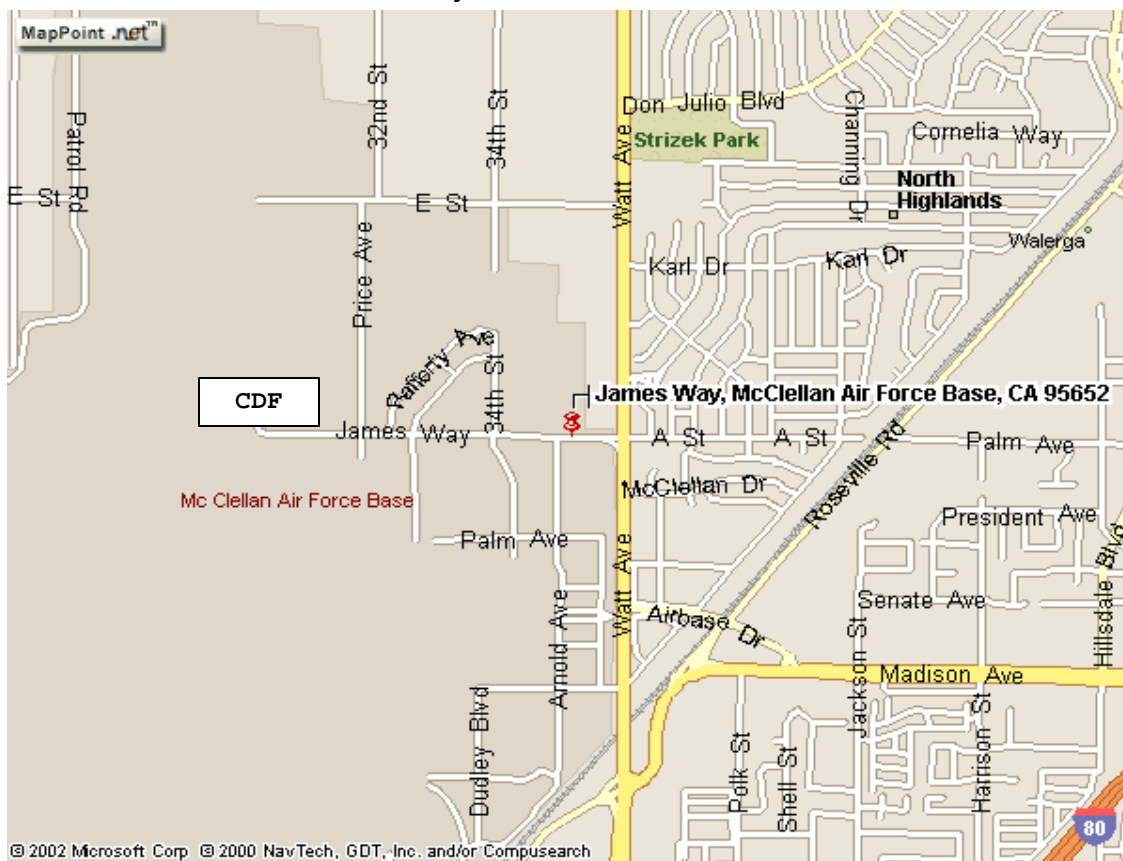 MapPoint .net™
Patrol Rd
32nd St
34th St
Don Julio Blvd
Channing Dr
Cornelia Way
Strizek Park
Watt Ave
North
Highlands
E St
E St
Walerga
Price Ave
Karl Dr
Karl Dr
Rafferty Ave
34th St
CDF
James Way, McClellan Air Force Base, CA 95652
James Way
A St
A St
Roseville Rd
Palm Ave
Mc Clellan Air Force Base
McClellan Dr
President Ave
Palm Ave
Hillsdale Blvd
Watt Ave
Arnold Ave
Airbase Dr
Senate Ave
Jackson St
Madison Ave
Dudley Blvd
Polk St
Shell St
Harrison St
80
© 2002 Microsoft Corp © 2000 NavTech, GDT, Inc. and/or Compusearch